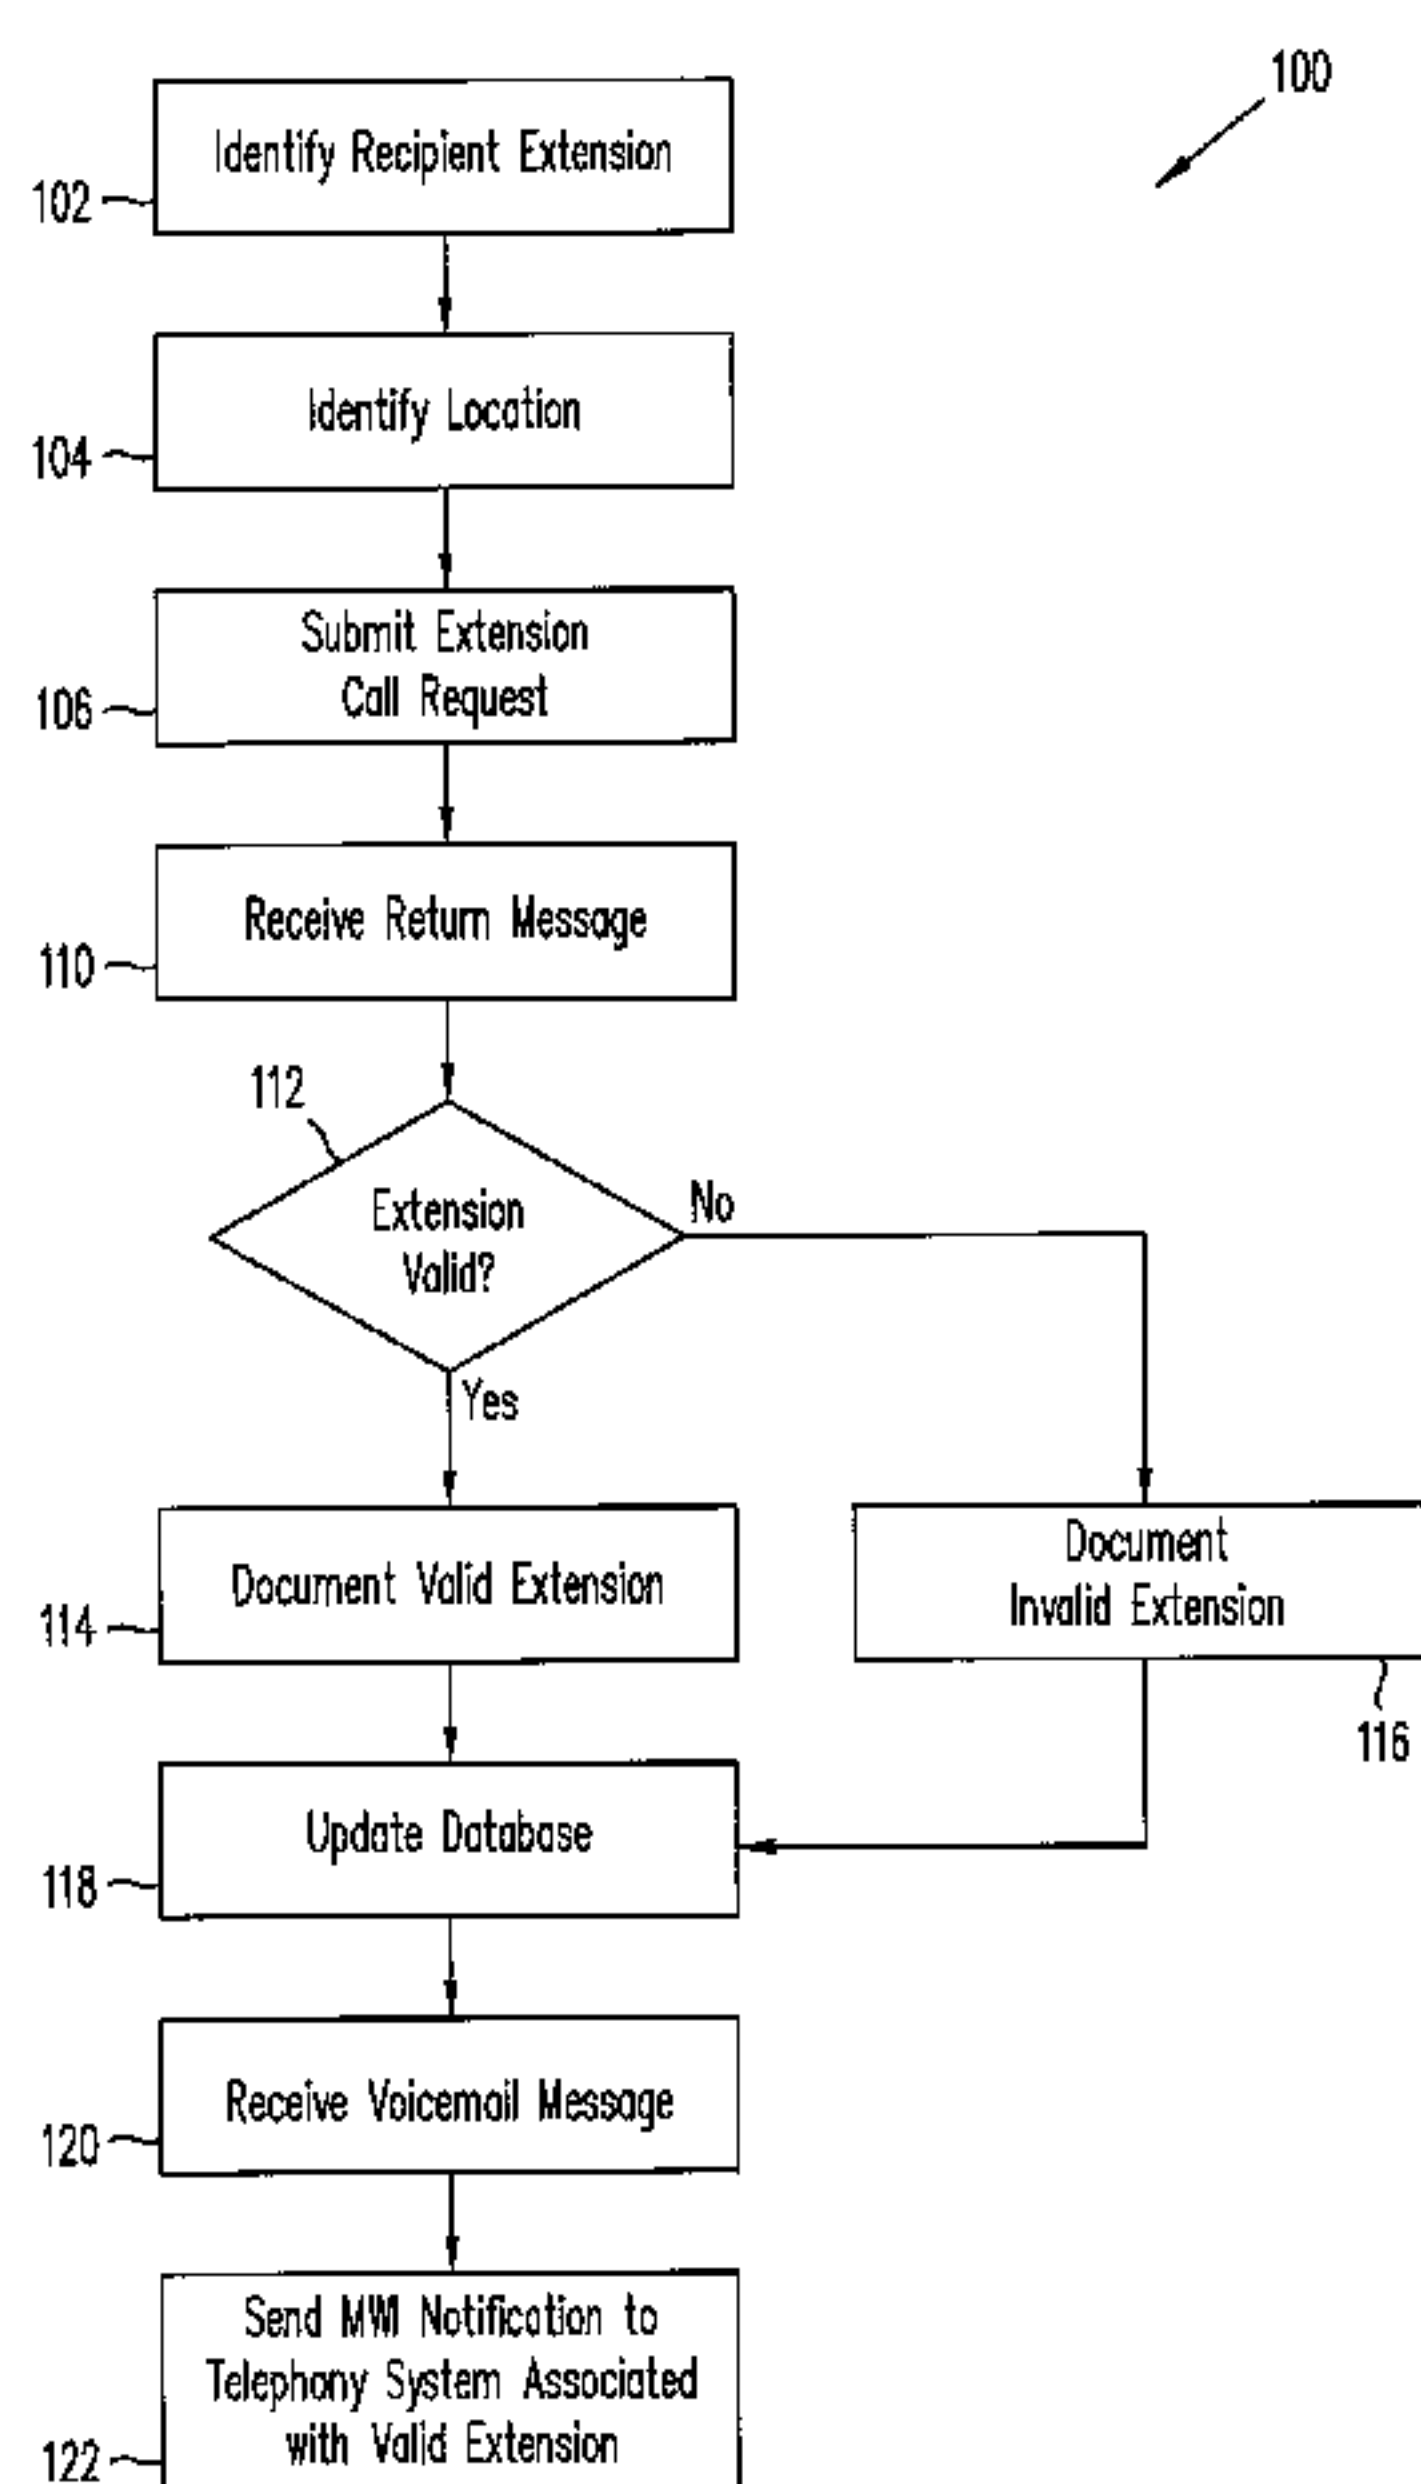 100
Identify Recipient Extension
102
Identify Location
104
Submit Extension
Call Request
106
Receive Return Message
110
112
Extension
Valid?
No
Yes
Document Valid Extension
114
Document
Invalid Extension
116
Update Database
118
Receive Voicemail Message
120
Send MWI Notification to
Telephony System Associated
with Valid Extension
122